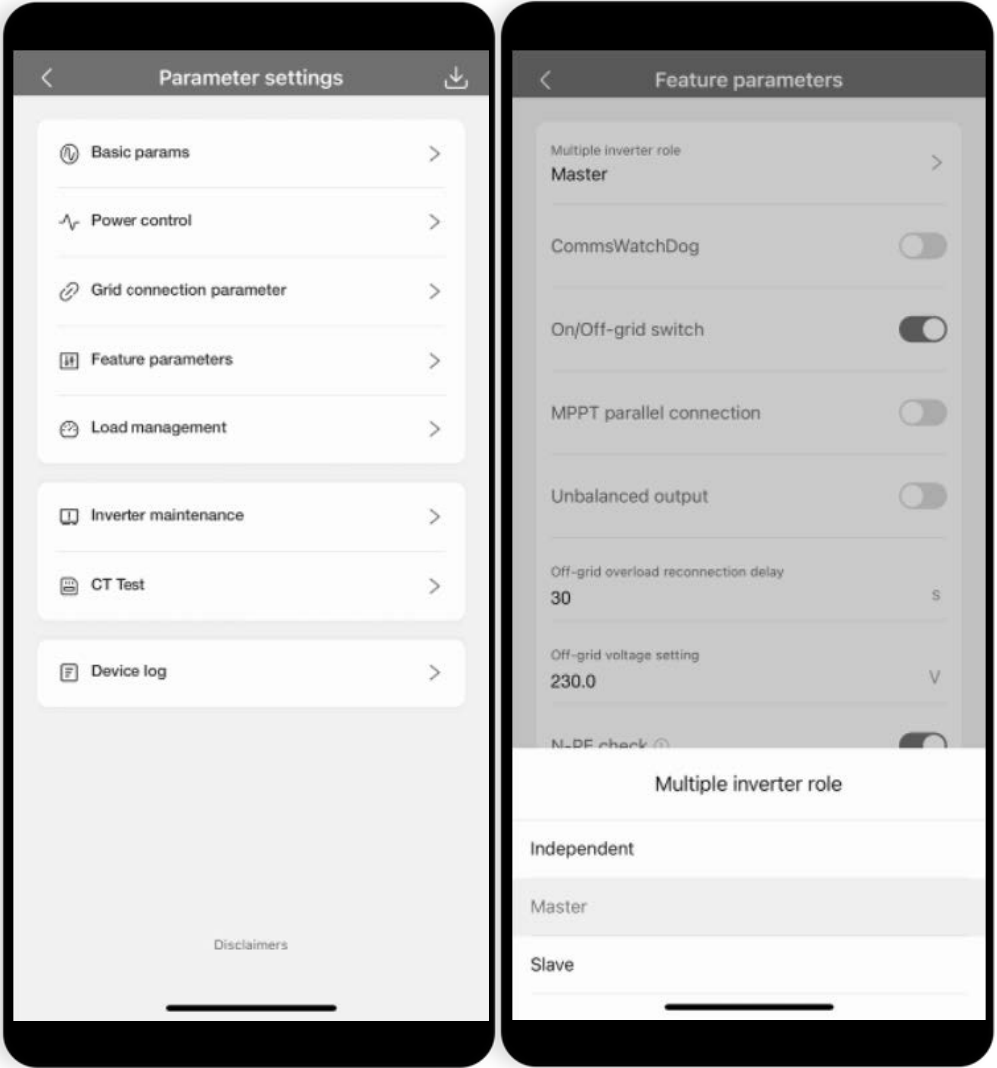 Parameter settings
Basic params
Power control
Grid connection parameter
Feature parameters
Load management
Inverter maintenance
CT Test
Device log
Disclaimers
Feature parameters
Multiple inverter role
Master
CommsWatchDog
On/Off-grid switch
MPPT parallel connection
Unbalanced output
Off-grid overload reconnection delay
30 s
Off-grid voltage setting
230.0 V
N-PE check
Multiple inverter role
Independent
Master
Slave